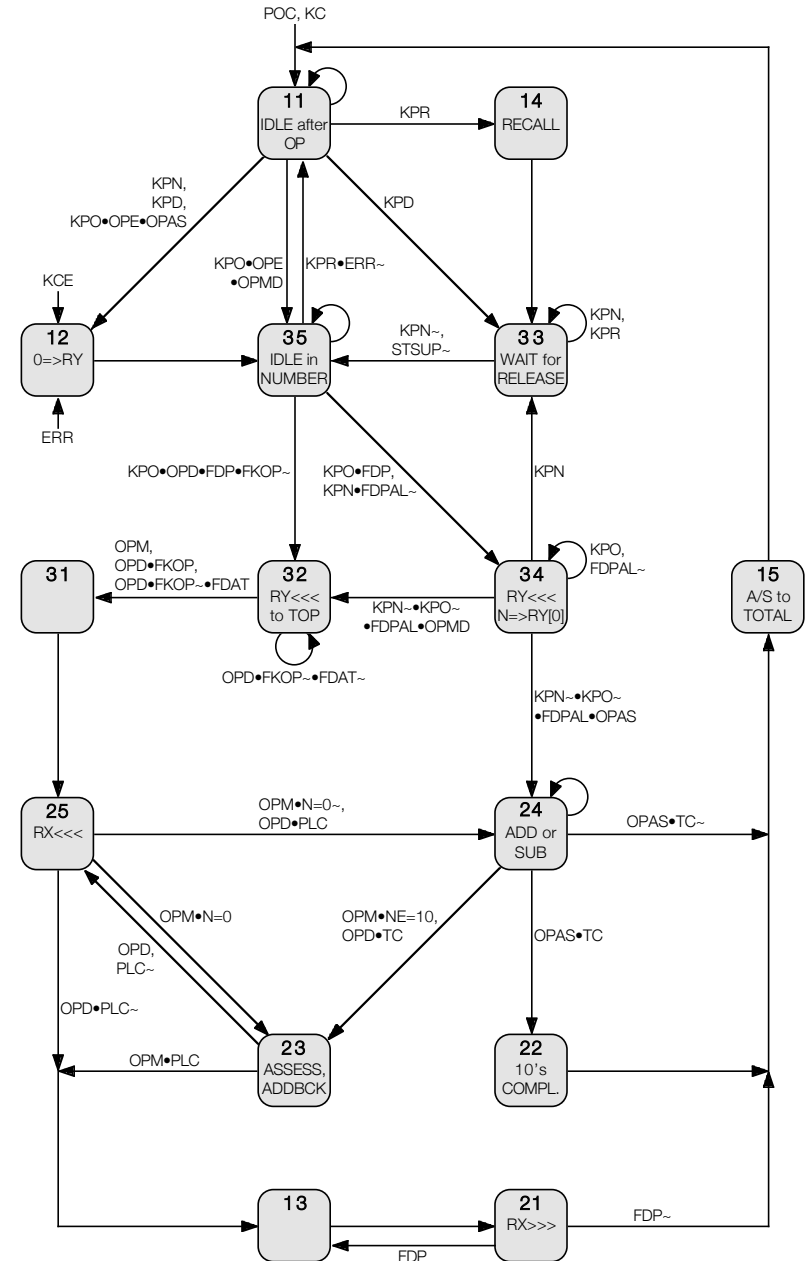 POC, KC
11
IDLE after
OP
KPR
14
RECALL
KPN,
KPD,
KPO•OPE•OPAS
KPD
KPO•OPE
•OPMD
KPR•ERR~
KCE
12
0=>RY
35
IDLE in
NUMBER
KPN~,
STSUP~
33
WAIT for
RELEASE
KPN,
KPR
ERR
KPO•OPD•FDP•FKOP~
KPO•FDP,
KPN•FDPAL~
KPN
31
OPM,
OPD•FKOP,
OPD•FKOP~•FDAT
32
RY<<<
to TOP
KPN~•KPO~
•FDPAL•OPMD
34
RY<<<
N=>RY[0]
KPO,
FDPAL~
15
A/S to
TOTAL
OPD•FKOP~•FDAT~
KPN~•KPO~
•FDPAL•OPAS
25
RX<<<
OPM•N=0~,
OPD•PLC
24
ADD or
SUB
OPAS•TC~
OPM•N=0
OPD,
PLC~
OPM•NE=10,
OPD•TC
OPAS•TC
OPD•PLC~
OPM•PLC
23
ASSESS,
ADDBCK
22
10's
COMPL.
13
21
RX>>>
FDP~
FDP